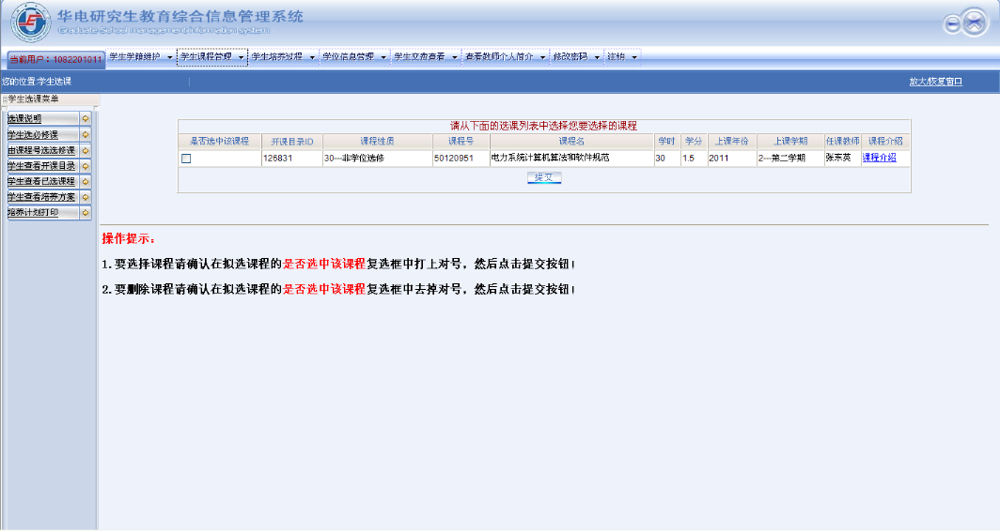 华电研究生教育综合信息管理系统
Graduate School management information system
当前用户：1082201011 学生学籍维护 学生课程管理 学生培养过程 学位信息管理 学生交费查看 查看教师个人简介 修改密码 注销
您的位置:学生选课 放大/恢复窗口
学生选课菜单
选课说明
学生选必修课
由课程号选选修课
学生查看开课目录
学生查看已选课程
学生查看培养方案
培养计划打印
请从下面的选课列表中选择您要选择的课程
是否选中该课程 开课目录ID 课程性质 课程号 课程名 学时 学分 上课年份 上课学期 任课教师 课程介绍
126831 30---非学位选修 50120951 电力系统计算机算法和软件规范 30 1.5 2011 2---第二学期 张东英 课程介绍
提交
操作提示：
1.要选择课程请确认在拟选课程的是否选中该课程复选框中打上对号，然后点击提交按钮！
2.要删除课程请确认在拟选课程的是否选中该课程复选框中去掉对号，然后点击提交按钮！